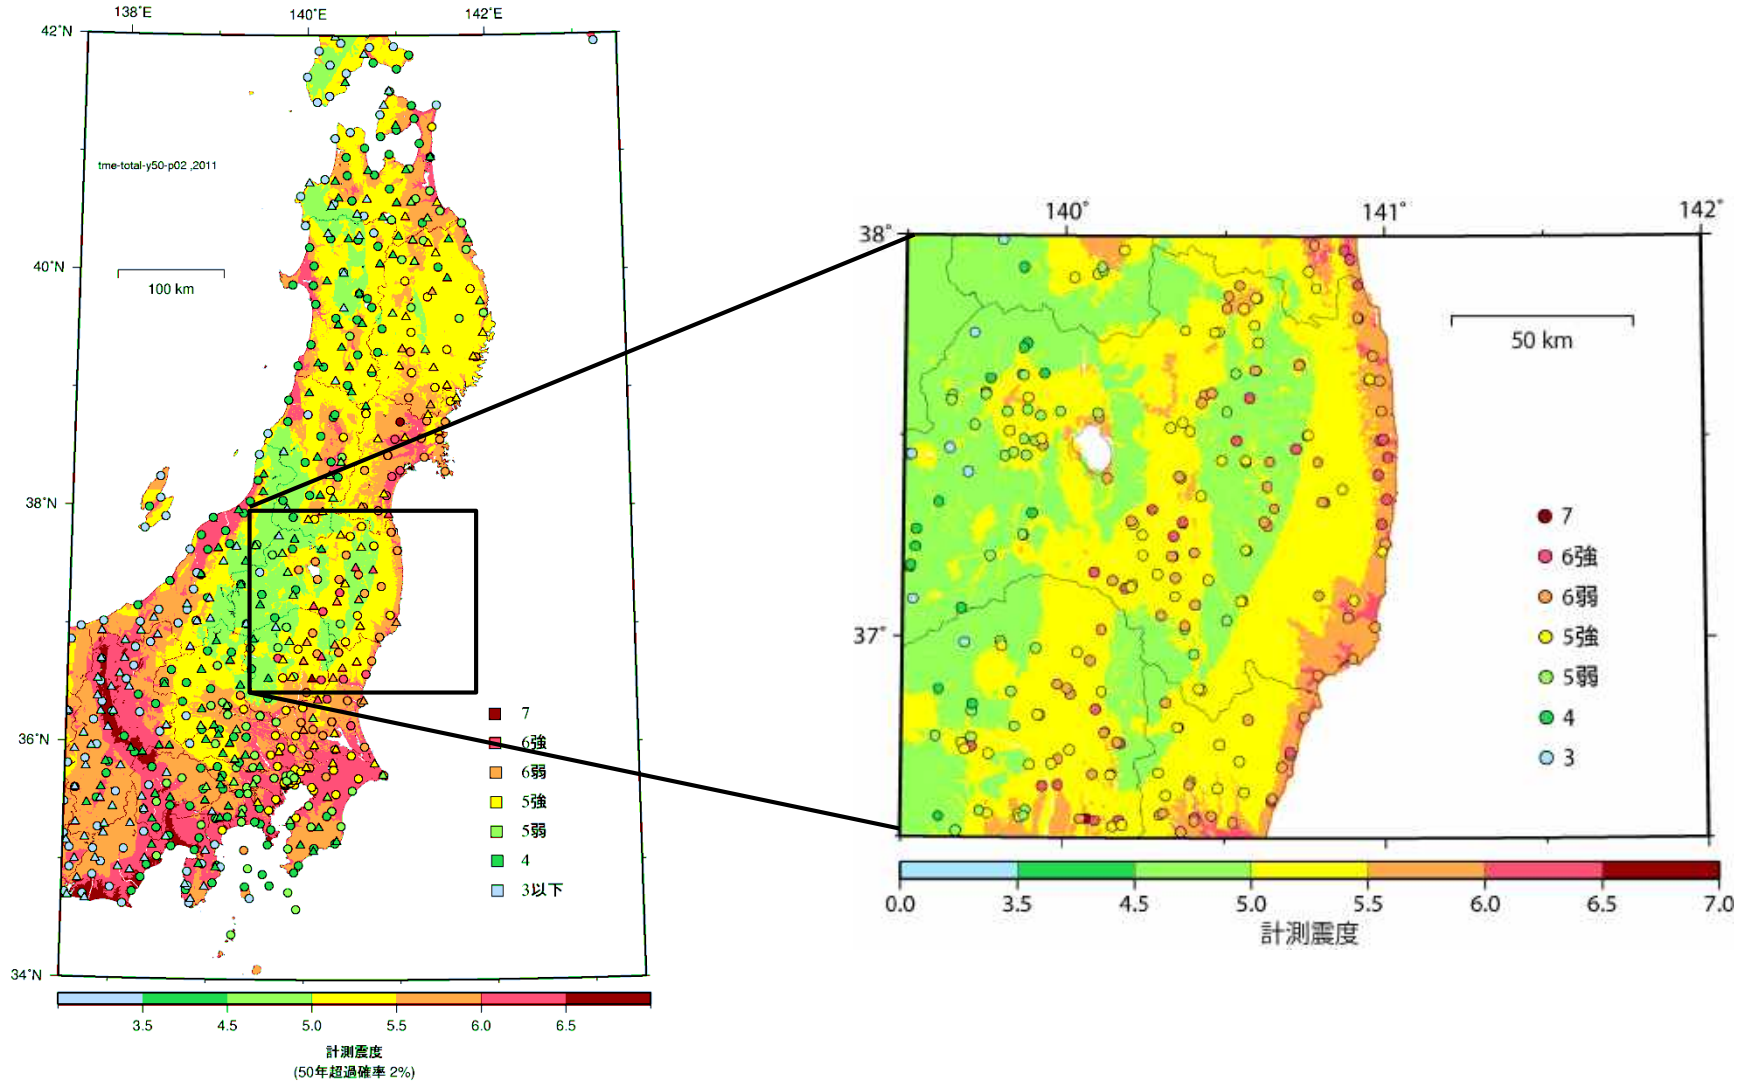 138°E 140°E 142°E
42°N
tme-total-y50-p02 ,2011
40°N
100 km
38°N
36°N
34°N
7
6強
6弱
5強
5弱
4
3以下
3.5 4.5 5.0 5.5 6.0 6.5
計測震度
(50年超過確率 2%)
140° 141° 142°
38°
50 km
37°
7
6強
6弱
5強
5弱
4
3
0.0 3.5 4.5 5.0 5.5 6.0 6.5 7.0
計測震度